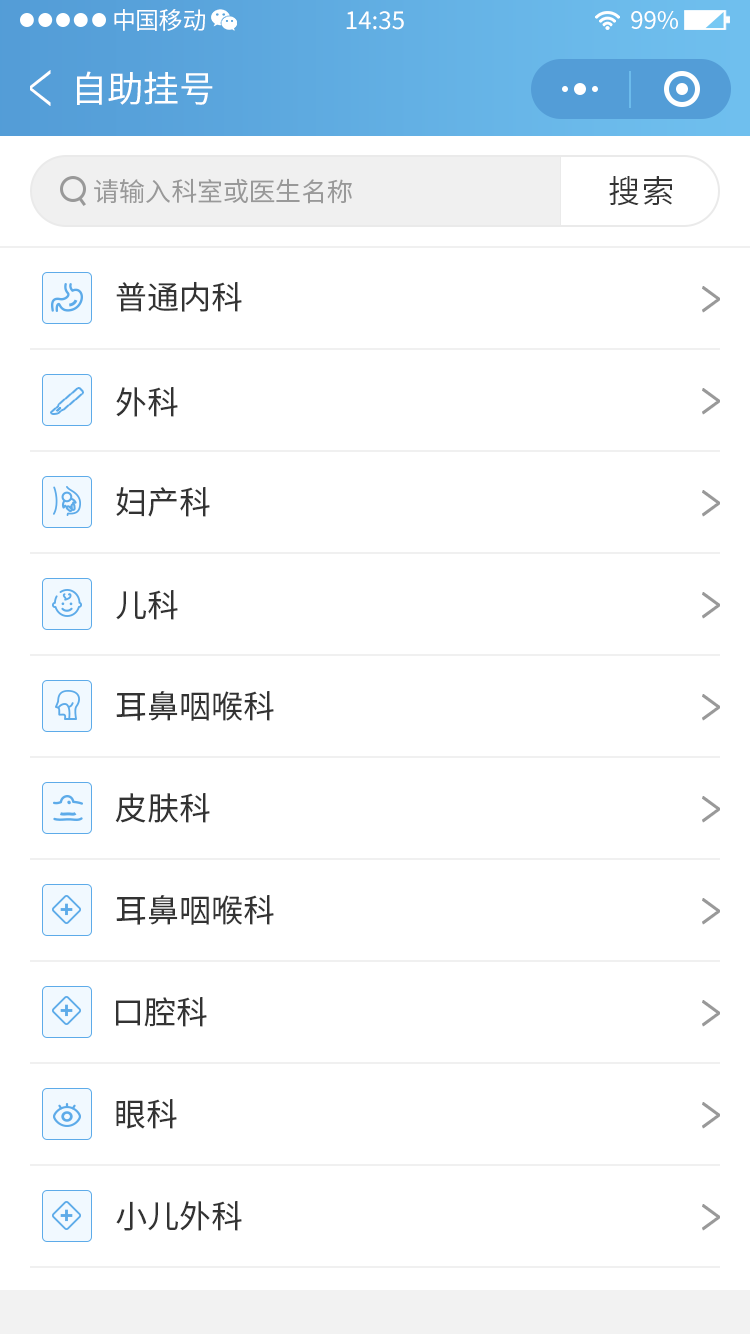 中国移动 14:35 99%
自助挂号
请输入科室或医生名称 搜索
普通内科
外科
妇产科
儿科
耳鼻咽喉科
皮肤科
耳鼻咽喉科
口腔科
眼科
小儿外科